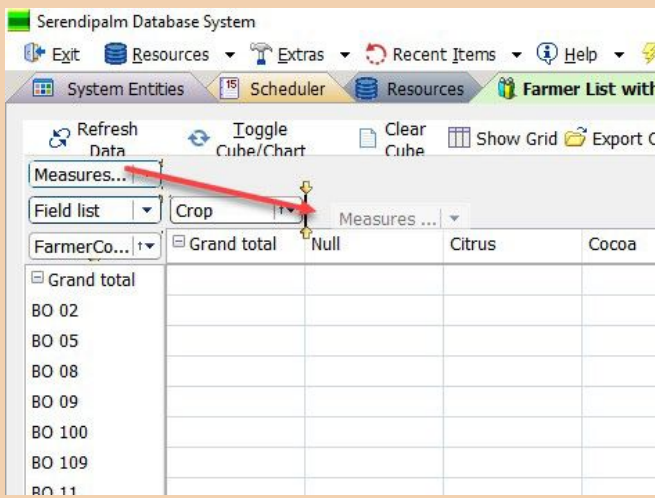 Serendipalm Database System
Exit Resources Extras Recent Items Help
System Entities 15 Scheduler Resources Farmer List with
Refresh Data Toggle Cube/Chart Clear Cube Show Grid Export C
Measures...
Field list Crop Measures ...
FarmerCo... Grand total Null Citrus Cocoa
Grand total
BO 02
BO 05
BO 08
BO 09
BO 100
BO 109
BO 11